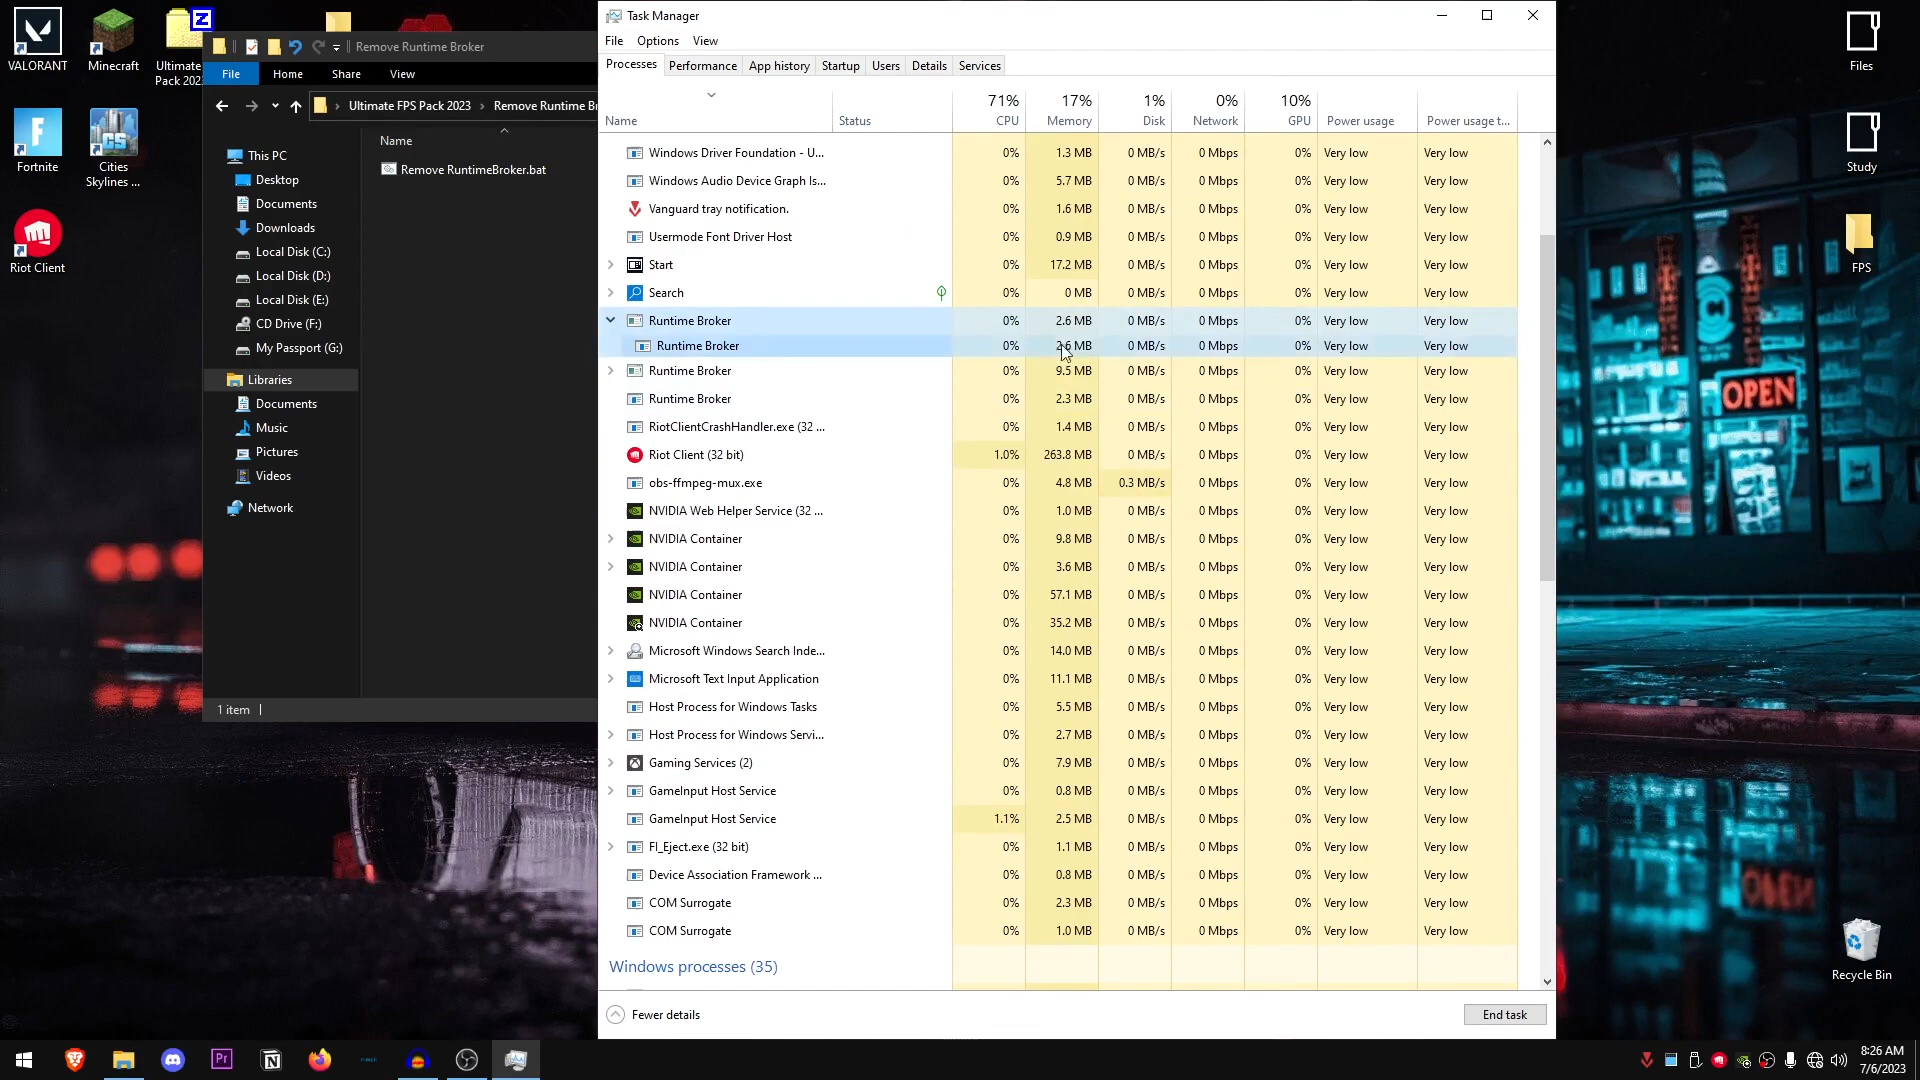 VALORANT
Minecraft
Ultimate
Pack 202
Fortnite
Cities
Skylines ...
Riot Client
Remove Runtime Broker
File
Home
Share
View
Ultimate FPS Pack 2023
Remove Runtime Br
Name
Remove RuntimeBroker.bat
This PC
Desktop
Documents
Downloads
Local Disk (C:)
Local Disk (D:)
Local Disk (E:)
CD Drive (F:)
My Passport (G:)
Libraries
Documents
Music
Pictures
Videos
Network
1 item
Task Manager
File Options View
Processes Performance App history Startup Users Details Services
71% 17% 1% 0% 10%
Name Status CPU Memory Disk Network GPU Power usage Power usage t...
Windows Driver Foundation - U... 0% 1.3 MB 0 MB/s 0 Mbps 0% Very low Very low
Windows Audio Device Graph Is... 0% 5.7 MB 0 MB/s 0 Mbps 0% Very low Very low
Vanguard tray notification. 0% 1.6 MB 0 MB/s 0 Mbps 0% Very low Very low
Usermode Font Driver Host 0% 0.9 MB 0 MB/s 0 Mbps 0% Very low Very low
Start 0% 17.2 MB 0 MB/s 0 Mbps 0% Very low Very low
Search 0% 0 MB 0 MB/s 0 Mbps 0% Very low Very low
Runtime Broker 0% 2.6 MB 0 MB/s 0 Mbps 0% Very low Very low
Runtime Broker 0% 2.6 MB 0 MB/s 0 Mbps 0% Very low Very low
Runtime Broker 0% 9.5 MB 0 MB/s 0 Mbps 0% Very low Very low
Runtime Broker 0% 2.3 MB 0 MB/s 0 Mbps 0% Very low Very low
RiotClientCrashHandler.exe (32 ... 0% 1.4 MB 0 MB/s 0 Mbps 0% Very low Very low
Riot Client (32 bit) 1.0% 263.8 MB 0 MB/s 0 Mbps 0% Very low Very low
obs-ffmpeg-mux.exe 0% 4.8 MB 0.3 MB/s 0 Mbps 0% Very low Very low
NVIDIA Web Helper Service (32 ... 0% 1.0 MB 0 MB/s 0 Mbps 0% Very low Very low
NVIDIA Container 0% 9.8 MB 0 MB/s 0 Mbps 0% Very low Very low
NVIDIA Container 0% 3.6 MB 0 MB/s 0 Mbps 0% Very low Very low
NVIDIA Container 0% 57.1 MB 0 MB/s 0 Mbps 0% Very low Very low
NVIDIA Container 0% 35.2 MB 0 MB/s 0 Mbps 0% Very low Very low
Microsoft Windows Search Inde... 0% 14.0 MB 0 MB/s 0 Mbps 0% Very low Very low
Microsoft Text Input Application 0% 11.1 MB 0 MB/s 0 Mbps 0% Very low Very low
Host Process for Windows Tasks 0% 5.5 MB 0 MB/s 0 Mbps 0% Very low Very low
Host Process for Windows Servi... 0% 2.7 MB 0 MB/s 0 Mbps 0% Very low Very low
Gaming Services (2) 0% 7.9 MB 0 MB/s 0 Mbps 0% Very low Very low
GameInput Host Service 0% 0.8 MB 0 MB/s 0 Mbps 0% Very low Very low
GameInput Host Service 1.1% 2.5 MB 0 MB/s 0 Mbps 0% Very low Very low
FJ_Eject.exe (32 bit) 0% 1.1 MB 0 MB/s 0 Mbps 0% Very low Very low
Device Association Framework ... 0% 0.8 MB 0 MB/s 0 Mbps 0% Very low Very low
COM Surrogate 0% 2.3 MB 0 MB/s 0 Mbps 0% Very low Very low
COM Surrogate 0% 1.0 MB 0 MB/s 0 Mbps 0% Very low Very low
Windows processes (35)
Fewer details
End task
OPEN
Files
Study
FPS
Recycle Bin
8:26 AM
7/6/2023